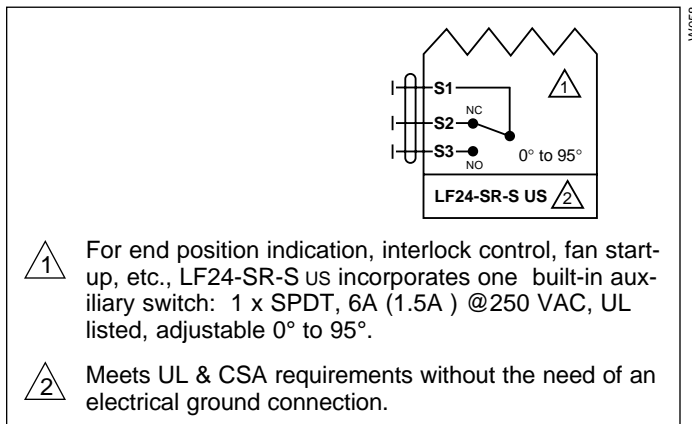 S1
1
NC
S2
S3
0° to 95°
NO
LF24-SR-S US 2
1 For end position indication, interlock control, fan start-
up, etc., LF24-SR-S US incorporates one built-in aux-
iliary switch: 1 x SPDT, 6A (1.5A ) @250 VAC, UL
listed, adjustable 0° to 95°.
2 Meets UL & CSA requirements without the need of an
electrical ground connection.